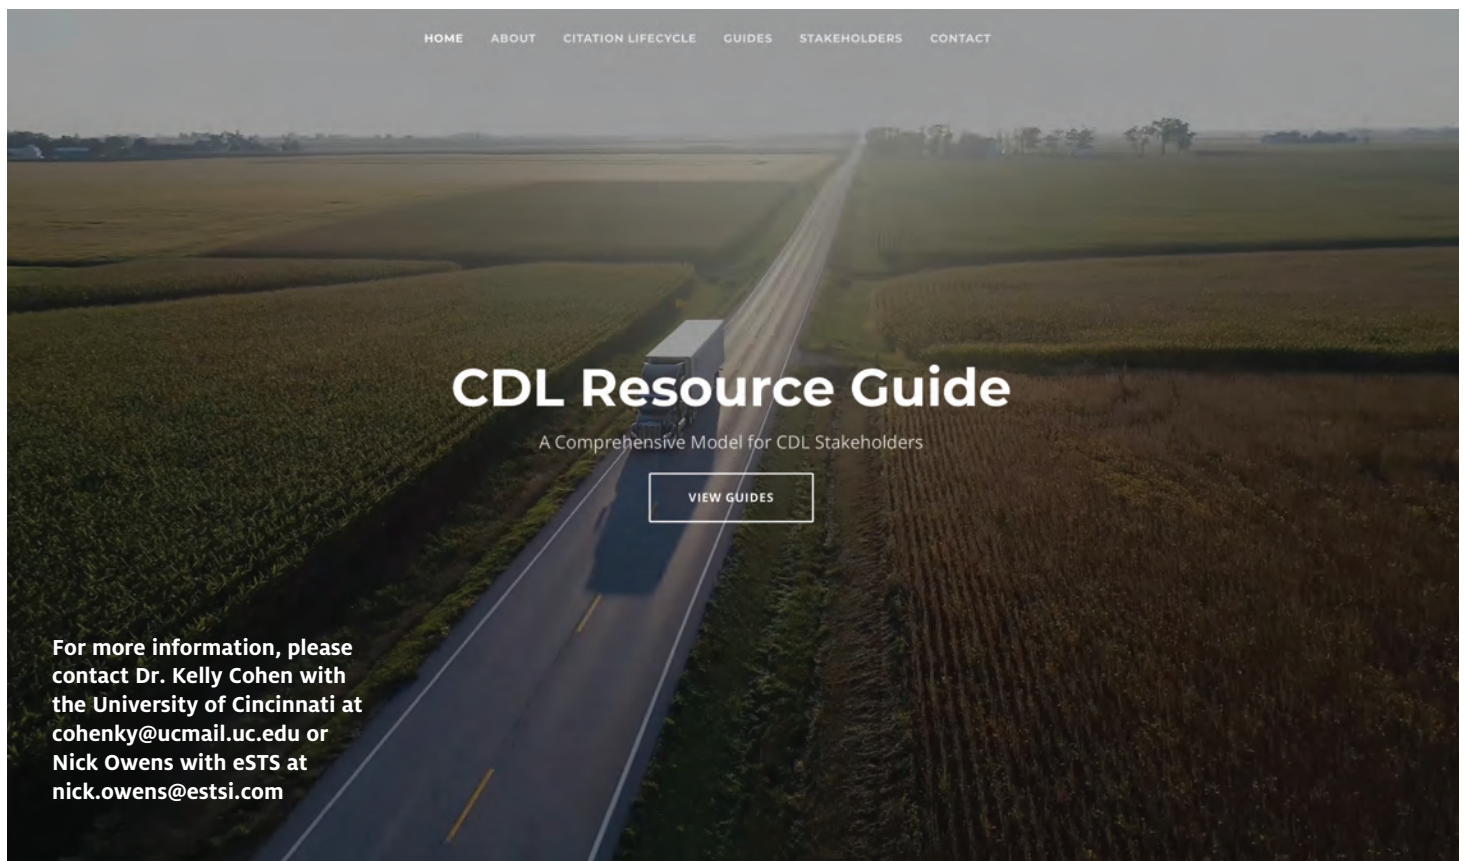 HOME ABOUT CITATION LIFECYCLE GUIDES STAKEHOLDERS CONTACT
CDL Resource Guide
A Comprehensive Model for CDL Stakeholders
VIEW GUIDES
For more information, please
contact Dr. Kelly Cohen with
the University of Cincinnati at
cohenky@ucmail.uc.edu or
Nick Owens with eSTS at
nick.owens@estsi.com